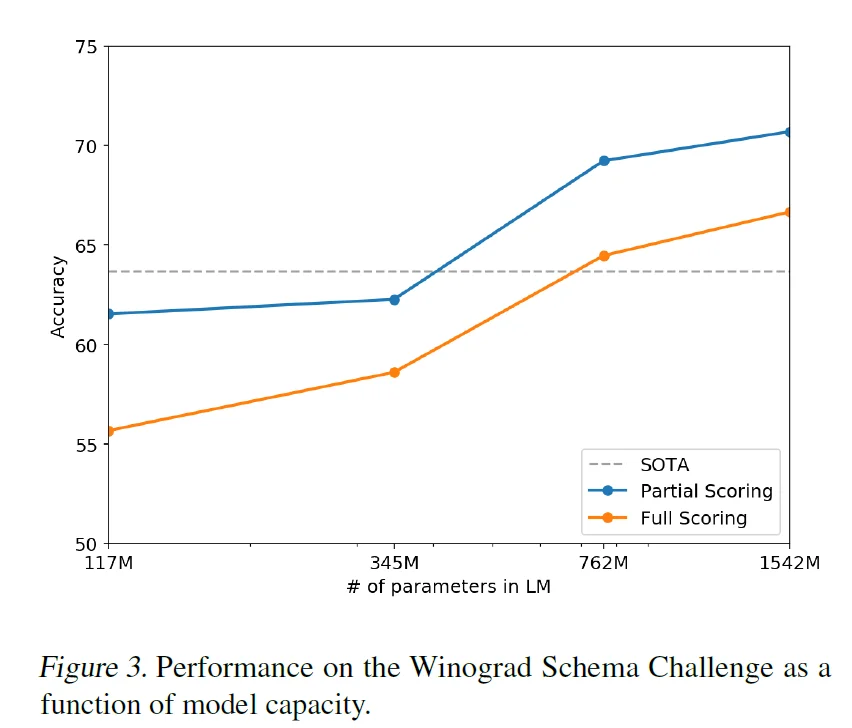 75
70
65
60
55
50
Accuracy
SOTA
Partial Scoring
Full Scoring
117M 345M 762M 1542M
# of parameters in LM
Figure 3. Performance on the Winograd Schema Challenge as a
function of model capacity.